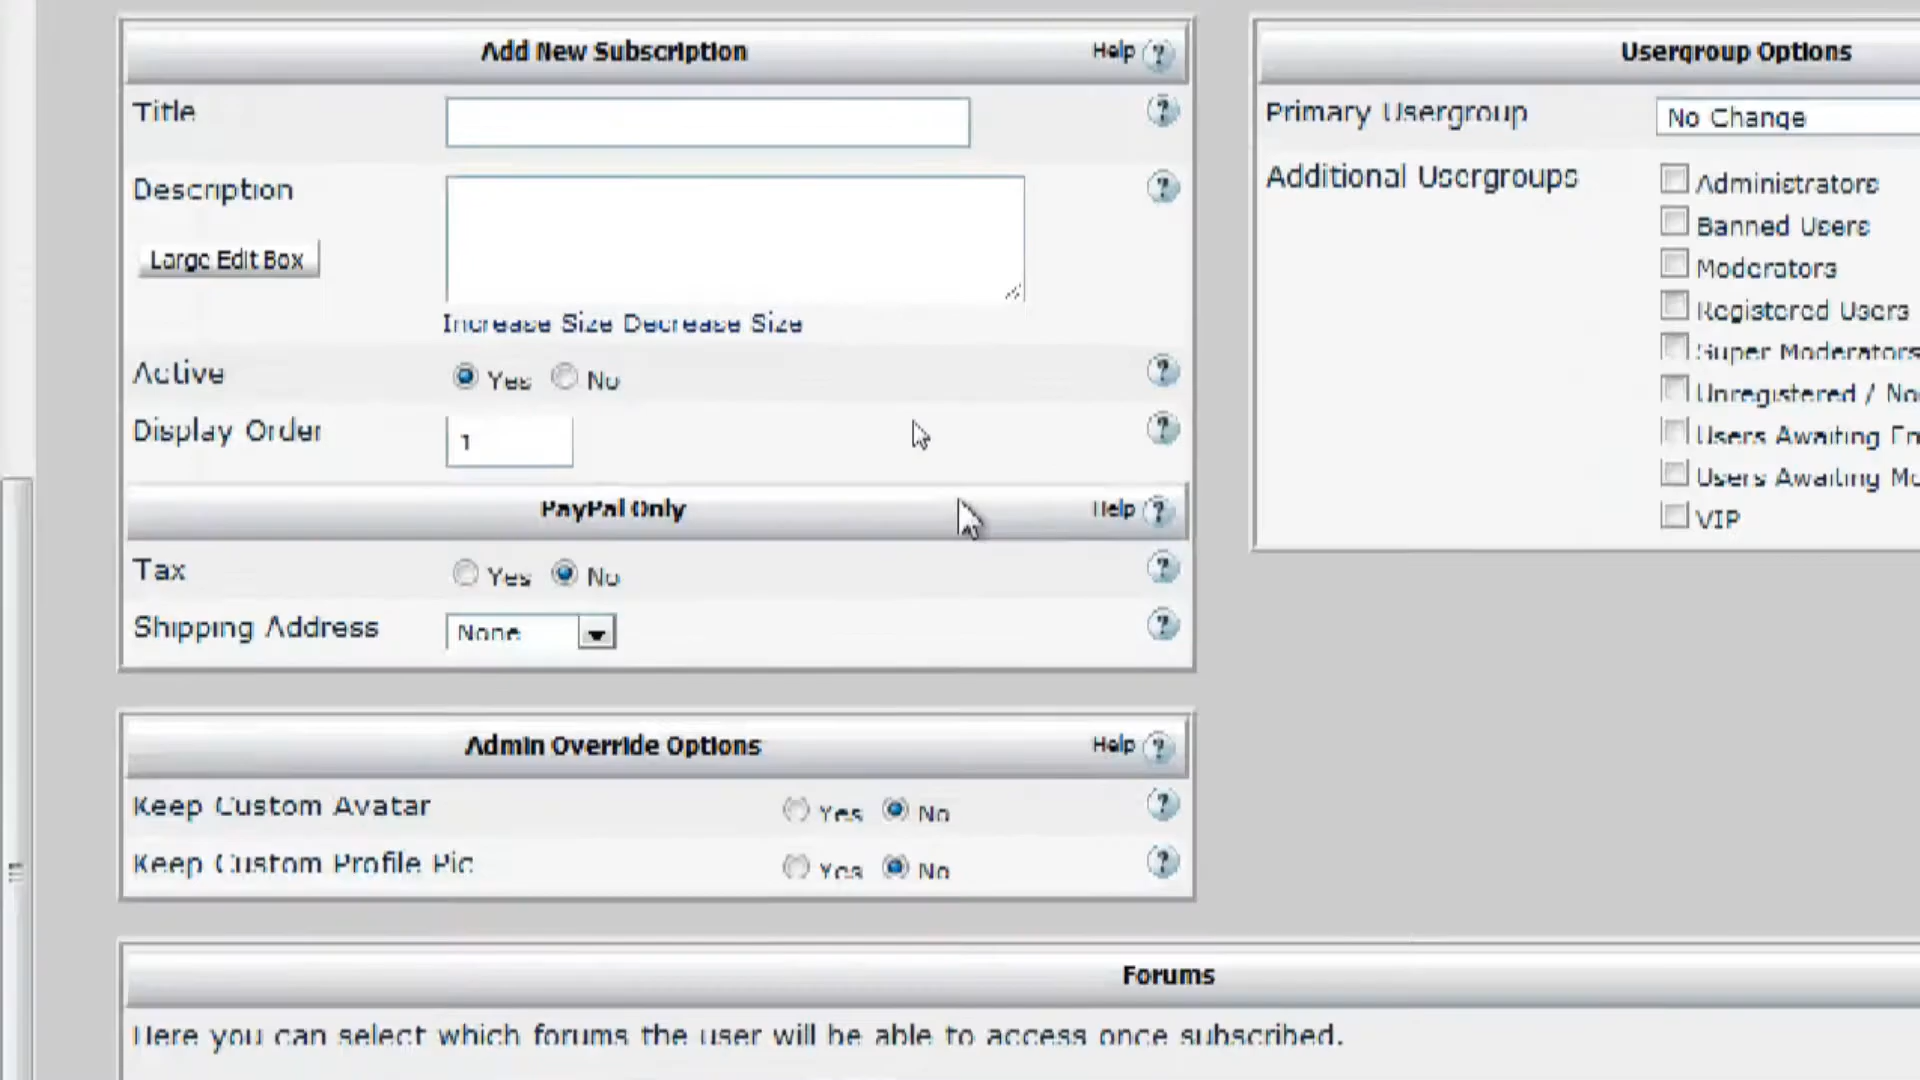 Add New Subscription Help
Title
Description
Large Edit Box
Increase Size Decrease Size
Active Yes No
Display Order 1
PayPal Only Help
Tax Yes No
Shipping Address None
Admin Override Options Help
Keep Custom Avatar Yes No
Keep Custom Profile Pic Yes No
Usergroup Options
Primary Usergroup No Change
Additional Usergroups
Administrators
Banned Users
Moderators
Registered Users
Super Moderators
Unregistered / No
Users Awaiting Em
Users Awaiting Mo
VIP
Forums
Here you can select which forums the user will be able to access once subscribed.